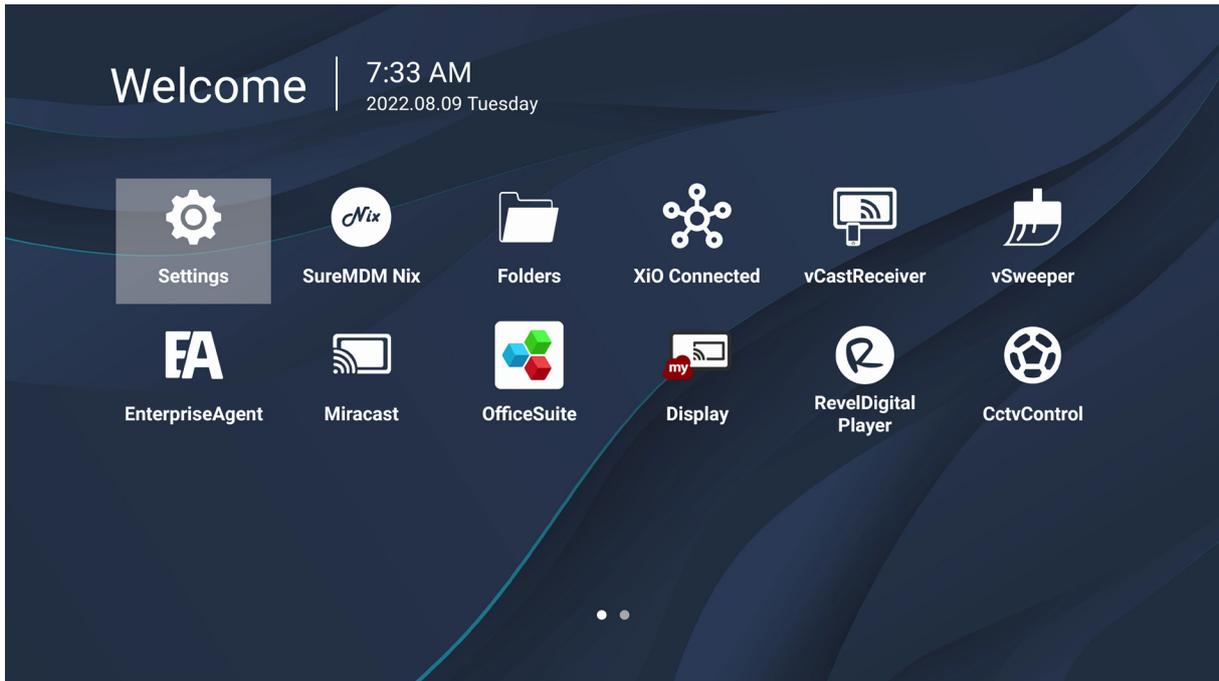 Welcome
7:33 AM
2022.08.09 Tuesday
Nix
Settings
SureMDM Nix
Folders
XiO Connected
vCastReceiver
vSweeper
EA
my
R
EnterpriseAgent
Miracast
OfficeSuite
Display
RevelDigital
Player
CctvControl